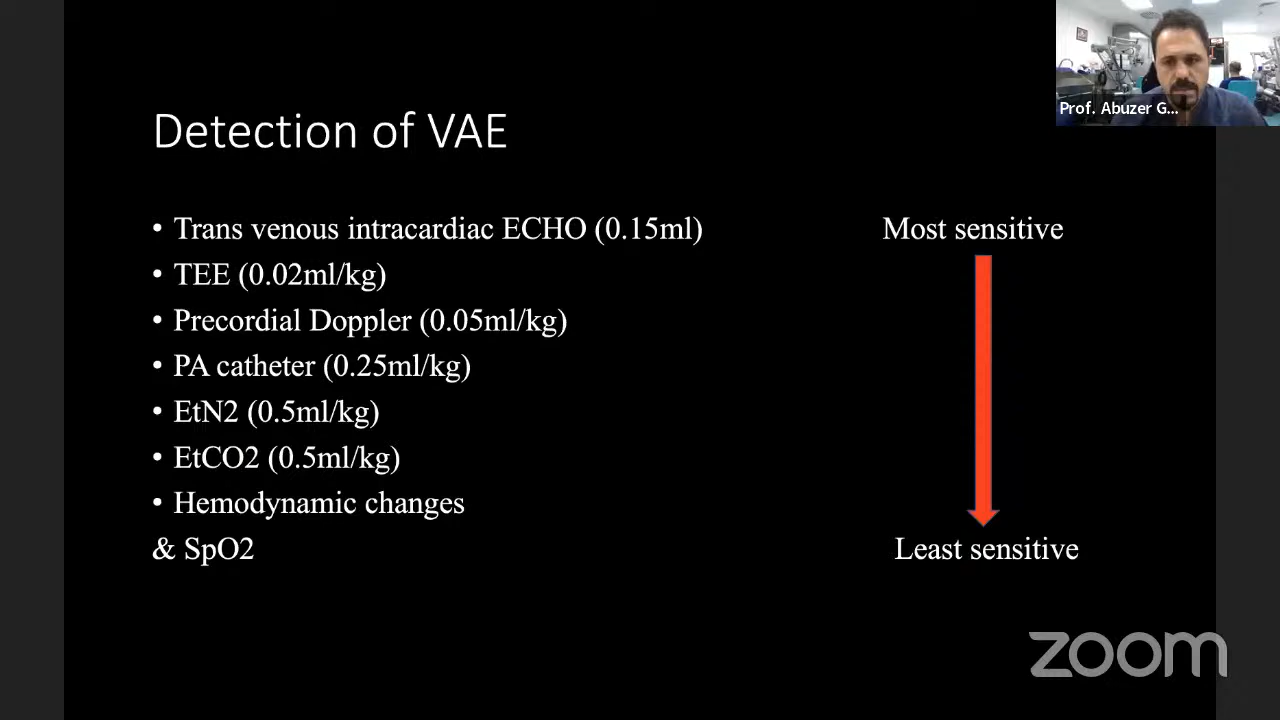 Prof. Abuzer G...
Detection of VAE
• Trans venous intracardiac ECHO (0.15ml)
Most sensitive
• TEE (0.02ml/kg)
• Precordial Doppler (0.05ml/kg)
• PA catheter (0.25ml/kg)
• EtN2 (0.5ml/kg)
• EtCO2 (0.5ml/kg)
• Hemodynamic changes
& SpO2
Least sensitive
zoom